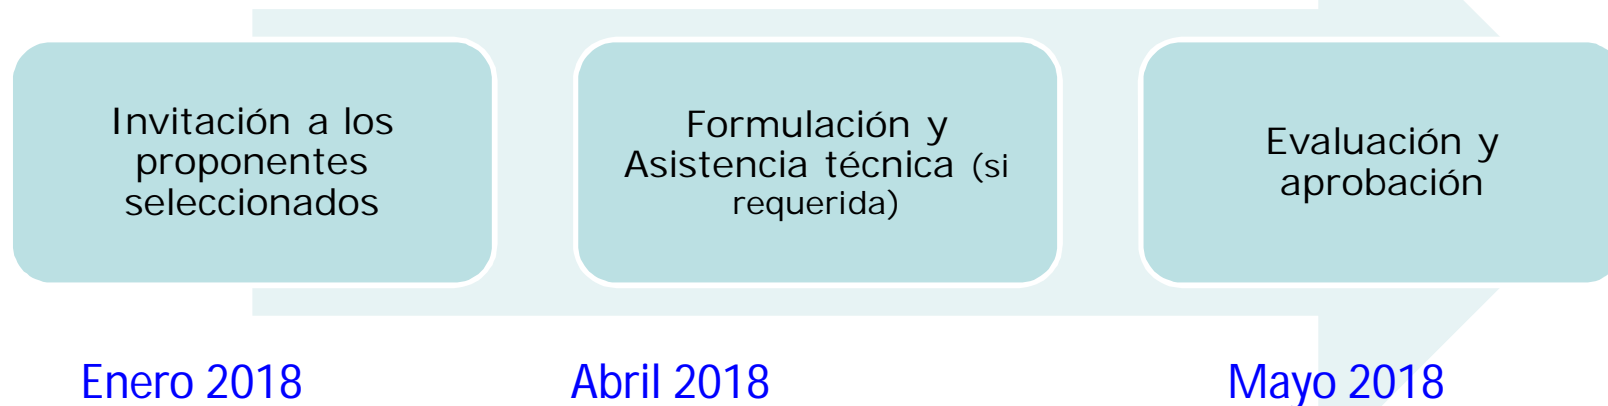 Invitación a los
proponentes
seleccionados
Formulación y
Asistencia técnica (si
requerida)
Evaluación y
aprobación
Enero 2018
Abril 2018
Mayo 2018